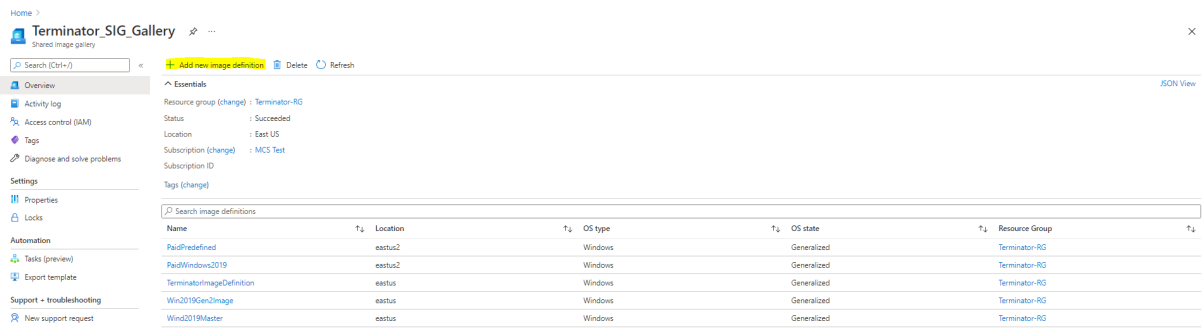 Home >
Terminator_SIG_Gallery ...
Shared image gallery
Search (Ctrl+/) «
+ Add new image definition Delete Refresh
Overview
Activity log
Access control (IAM)
Tags
Diagnose and solve problems
Settings
Properties
Locks
Automation
Tasks (preview)
Export template
Support + troubleshooting
New support request
Essentials JSON View
Resource group (change) : Terminator-RG
Status : Succeeded
Location : East US
Subscription (change) : MCS Test
Subscription ID
Tags (change)
Search image definitions
Name ↑↓ Location ↑↓ OS type ↑↓ OS state ↑↓ Resource Group ↑↓
PaidPredefined eastus2 Windows Generalized Terminator-RG
PaidWindows2019 eastus2 Windows Generalized Terminator-RG
TerminatorImageDefinition eastus Windows Generalized Terminator-RG
Win2019Gen2Image eastus Windows Generalized Terminator-RG
Wind2019Master eastus Windows Generalized Terminator-RG